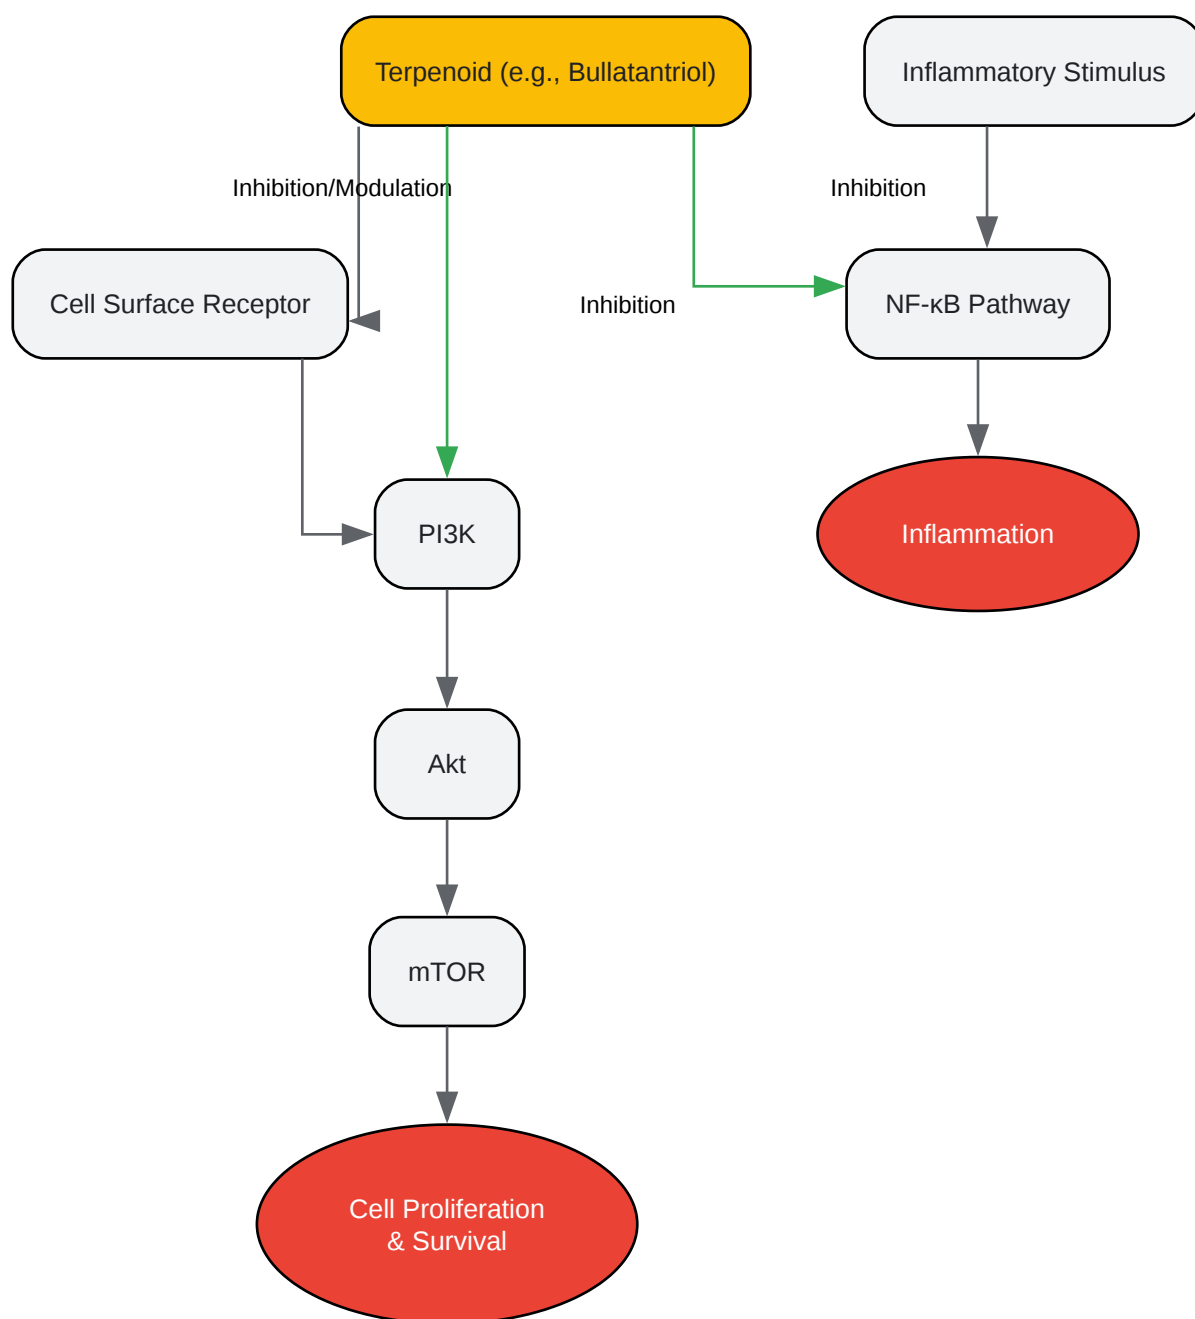 Terpenoid (e.g., Bullatantriol)
Inflammatory Stimulus
Inhibition/Modulation
Inhibition
Cell Surface Receptor
Inhibition
NF-κB Pathway
PI3K
Inflammation
Akt
mTOR
Cell Proliferation
& Survival